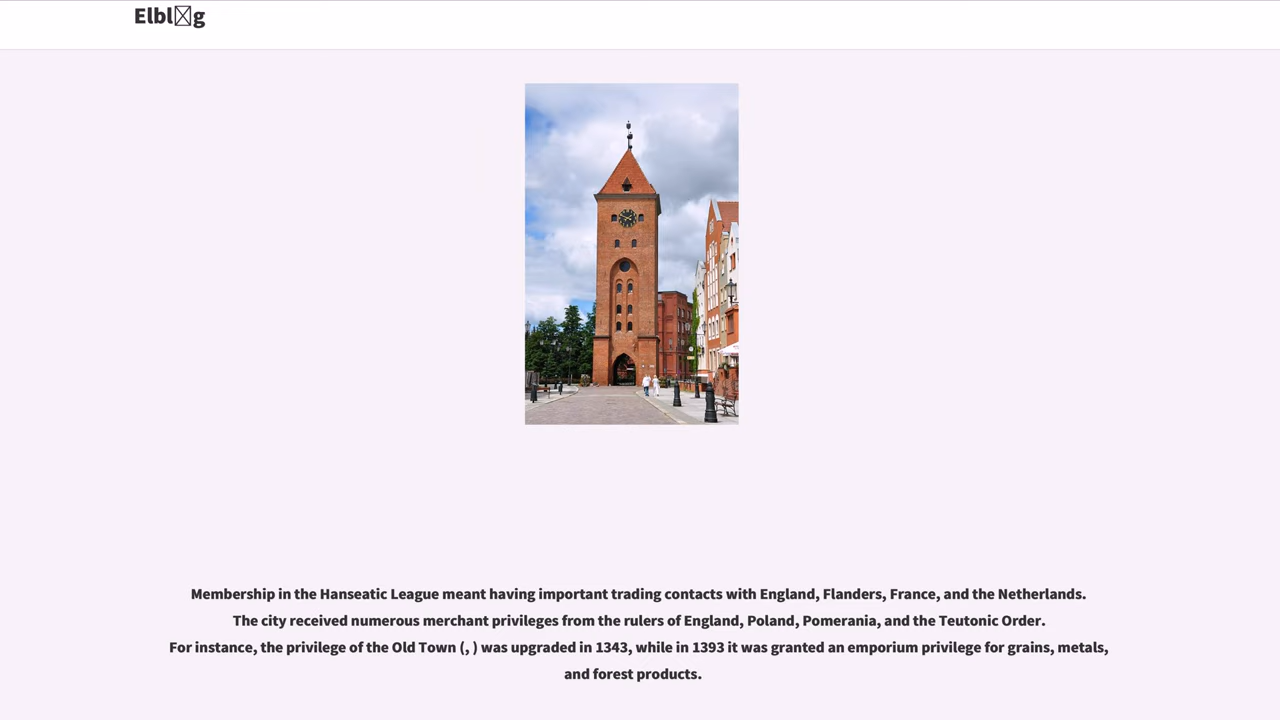 Elbl□g
Membership in the Hanseatic League meant having important trading contacts with England, Flanders, France, and the Netherlands.
The city received numerous merchant privileges from the rulers of England, Poland, Pomerania, and the Teutonic Order.
For instance, the privilege of the Old Town (, ) was upgraded in 1343, while in 1393 it was granted an emporium privilege for grains, metals,
and forest products.